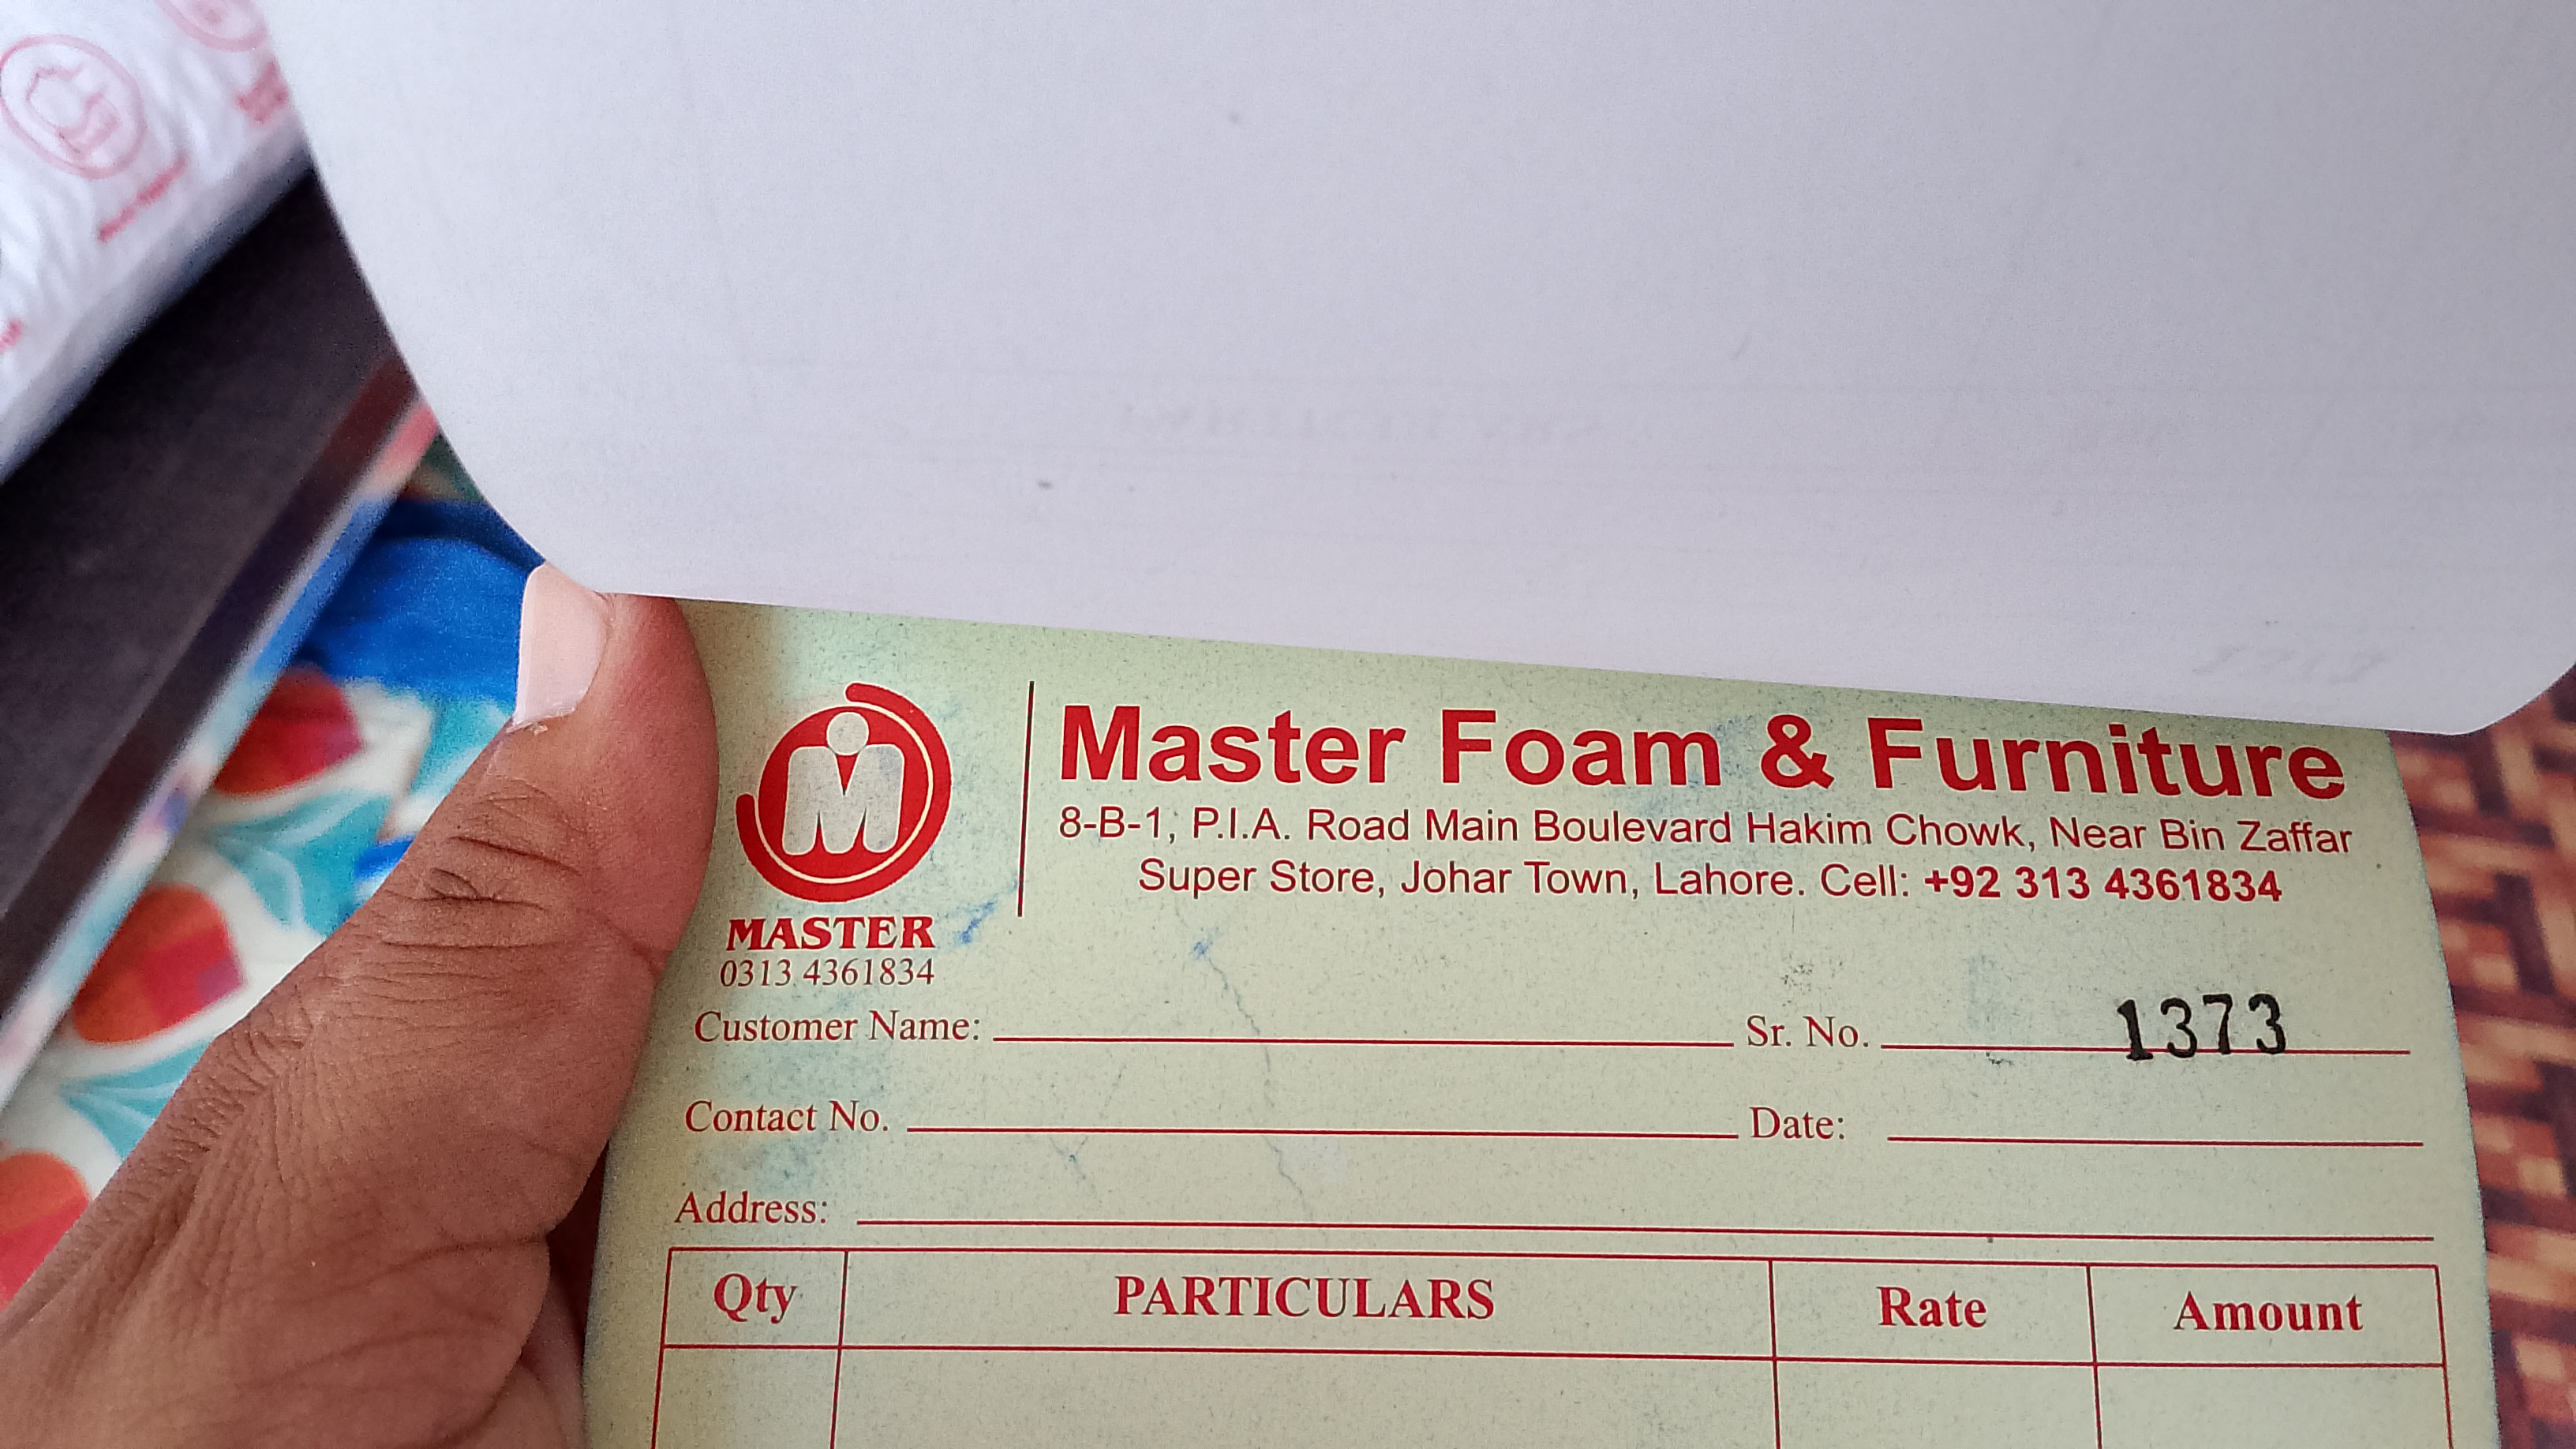 Master Foam & Furniture
8-B-1, P.I.A. Road Main Boulevard Hakim Chowk, Near Bin Zaffar
Super Store, Johar Town, Lahore. Cell: +92 313 4361834
MASTER
0313 4361834
Customer Name: Sr. No. 1373
Contact No. Date:
Address:
Qty PARTICULARS Rate Amount